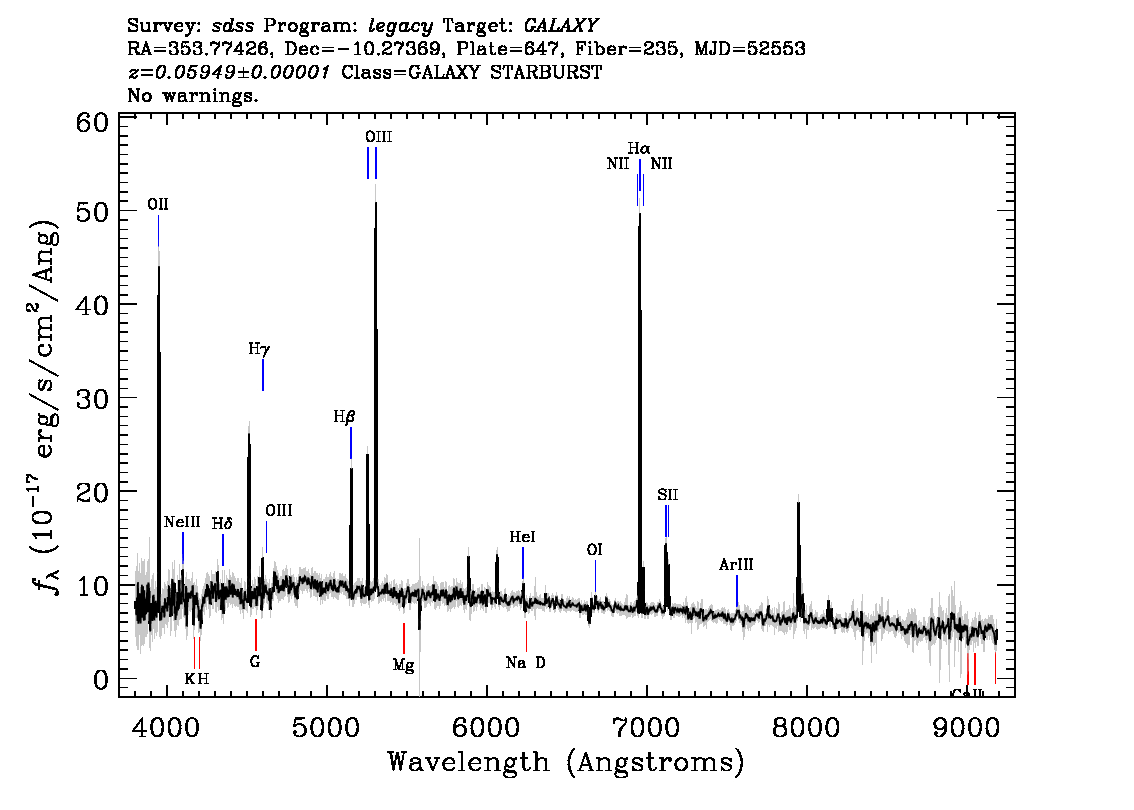 Survey: sdss Program: legacy Target: GALAXY
RA=353.77426, Dec=−10.27369, Plate=647, Fiber=235, MJD=52553
z=0.05949±0.00001 Class=GALAXY STARBURST
No warnings.
60
50
40
30
20
10
0
fλ (10−17 erg/s/cm2/Ang)
OIII
Hα
NII NII
OII
Hγ
Hβ
SII
OIII
NeIII Hδ
HeI
OI
ArIII
G
Mg
Na D
K H
CaII
4000 5000 6000 7000 8000 9000
Wavelength (Angstroms)